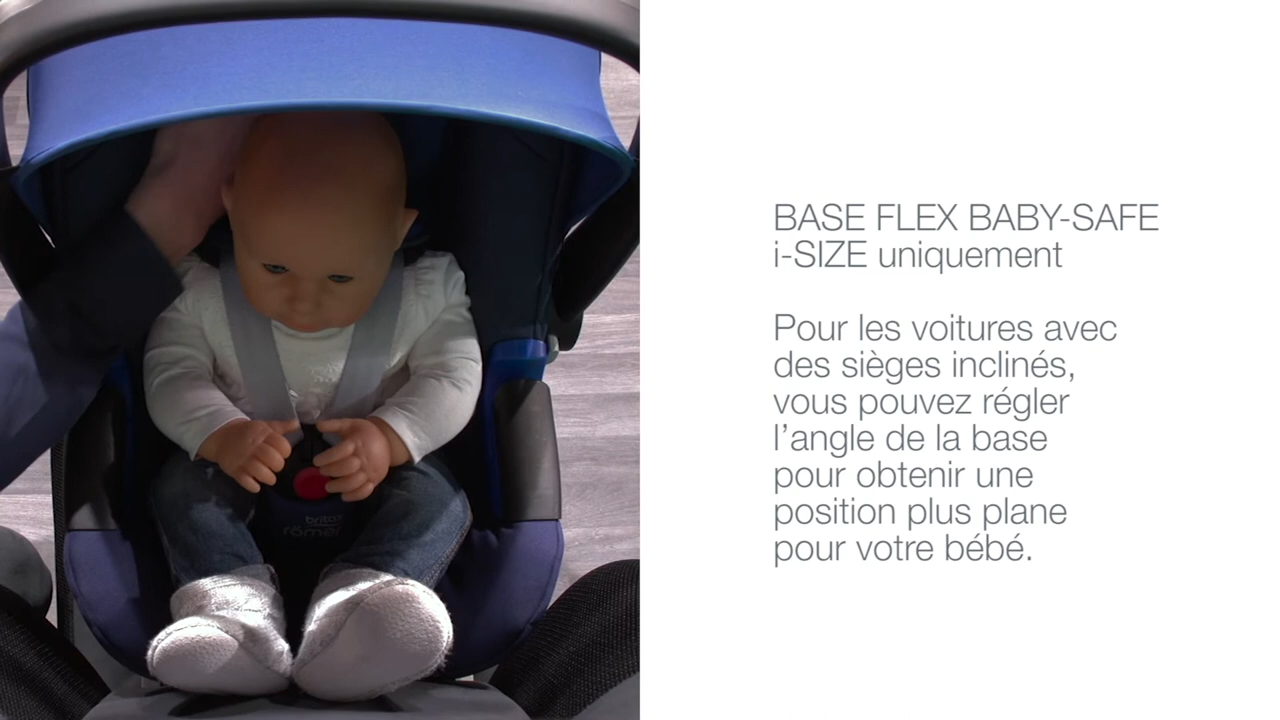 BASE FLEX BABY-SAFE
i-SIZE uniquement
Pour les voitures avec
des sièges inclinés,
vous pouvez régler
l'angle de la base
pour obtenir une
position plus plane
pour votre bébé.
britax
römer